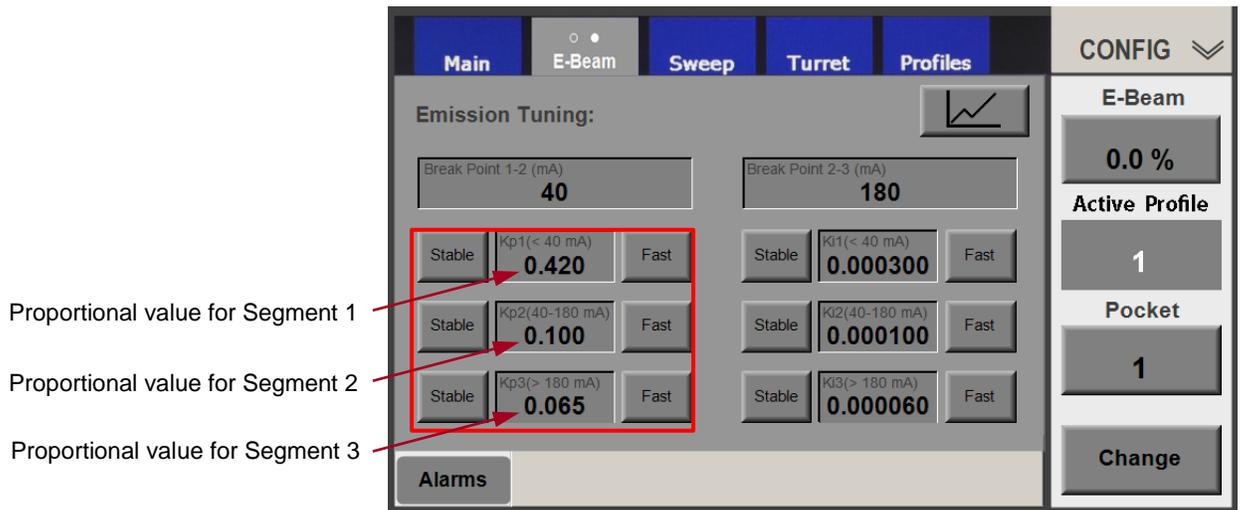 Main
E-Beam
Sweep
Turret
Profiles
CONFIG
Emission Tuning:
E-Beam
0.0 %
Break Point 1-2 (mA)
40
Break Point 2-3 (mA)
180
Active Profile
1
Stable
Kp1(< 40 mA)
0.420
Fast
Stable
Ki1(< 40 mA)
0.000300
Fast
Proportional value for Segment 1
Pocket
1
Stable
Kp2(40-180 mA)
0.100
Fast
Stable
Ki2(40-180 mA)
0.000100
Fast
Proportional value for Segment 2
Stable
Kp3(> 180 mA)
0.065
Fast
Stable
Ki3(> 180 mA)
0.000060
Fast
Proportional value for Segment 3
Change
Alarms